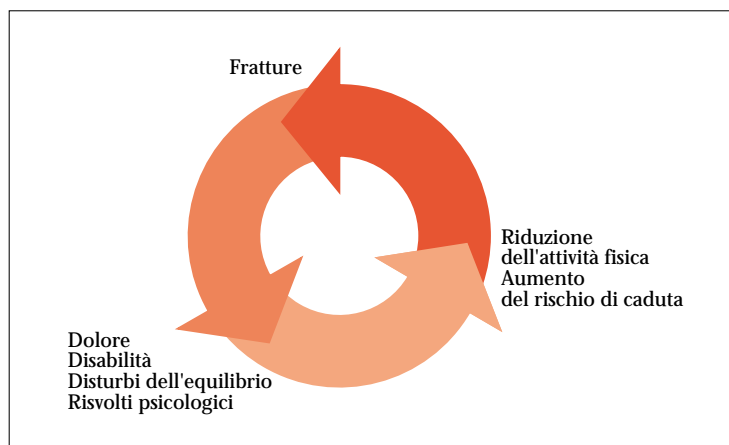 Fratture
Riduzione
dell'attività fisica
Aumento
del rischio di caduta
Dolore
Disabilità
Disturbi dell'equilibrio
Risvolti psicologici